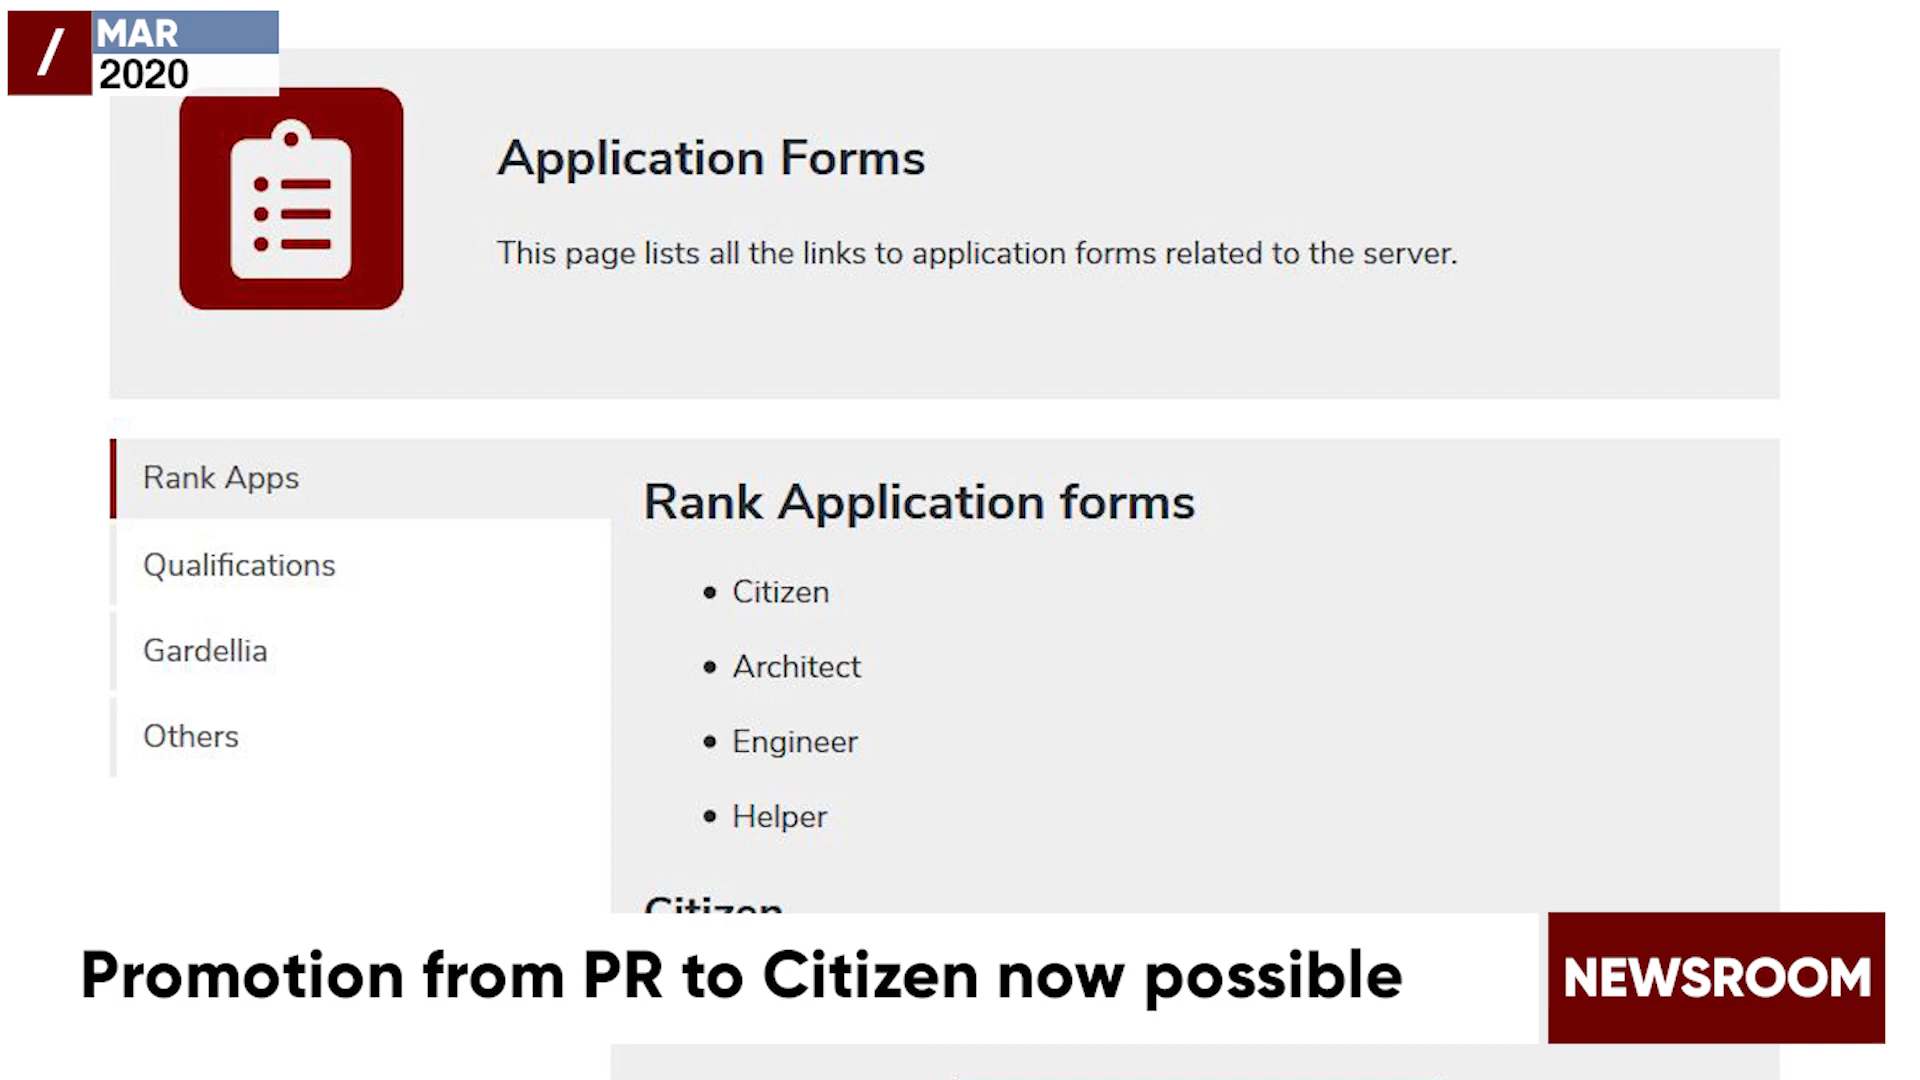 /
MAR
2020
Application Forms
This page lists all the links to application forms related to the server.
Rank Apps
Qualifications
Gardellia
Others
Rank Application forms
• Citizen
• Architect
• Engineer
• Helper
Citizen
Promotion from PR to Citizen now possible
NEWSROOM